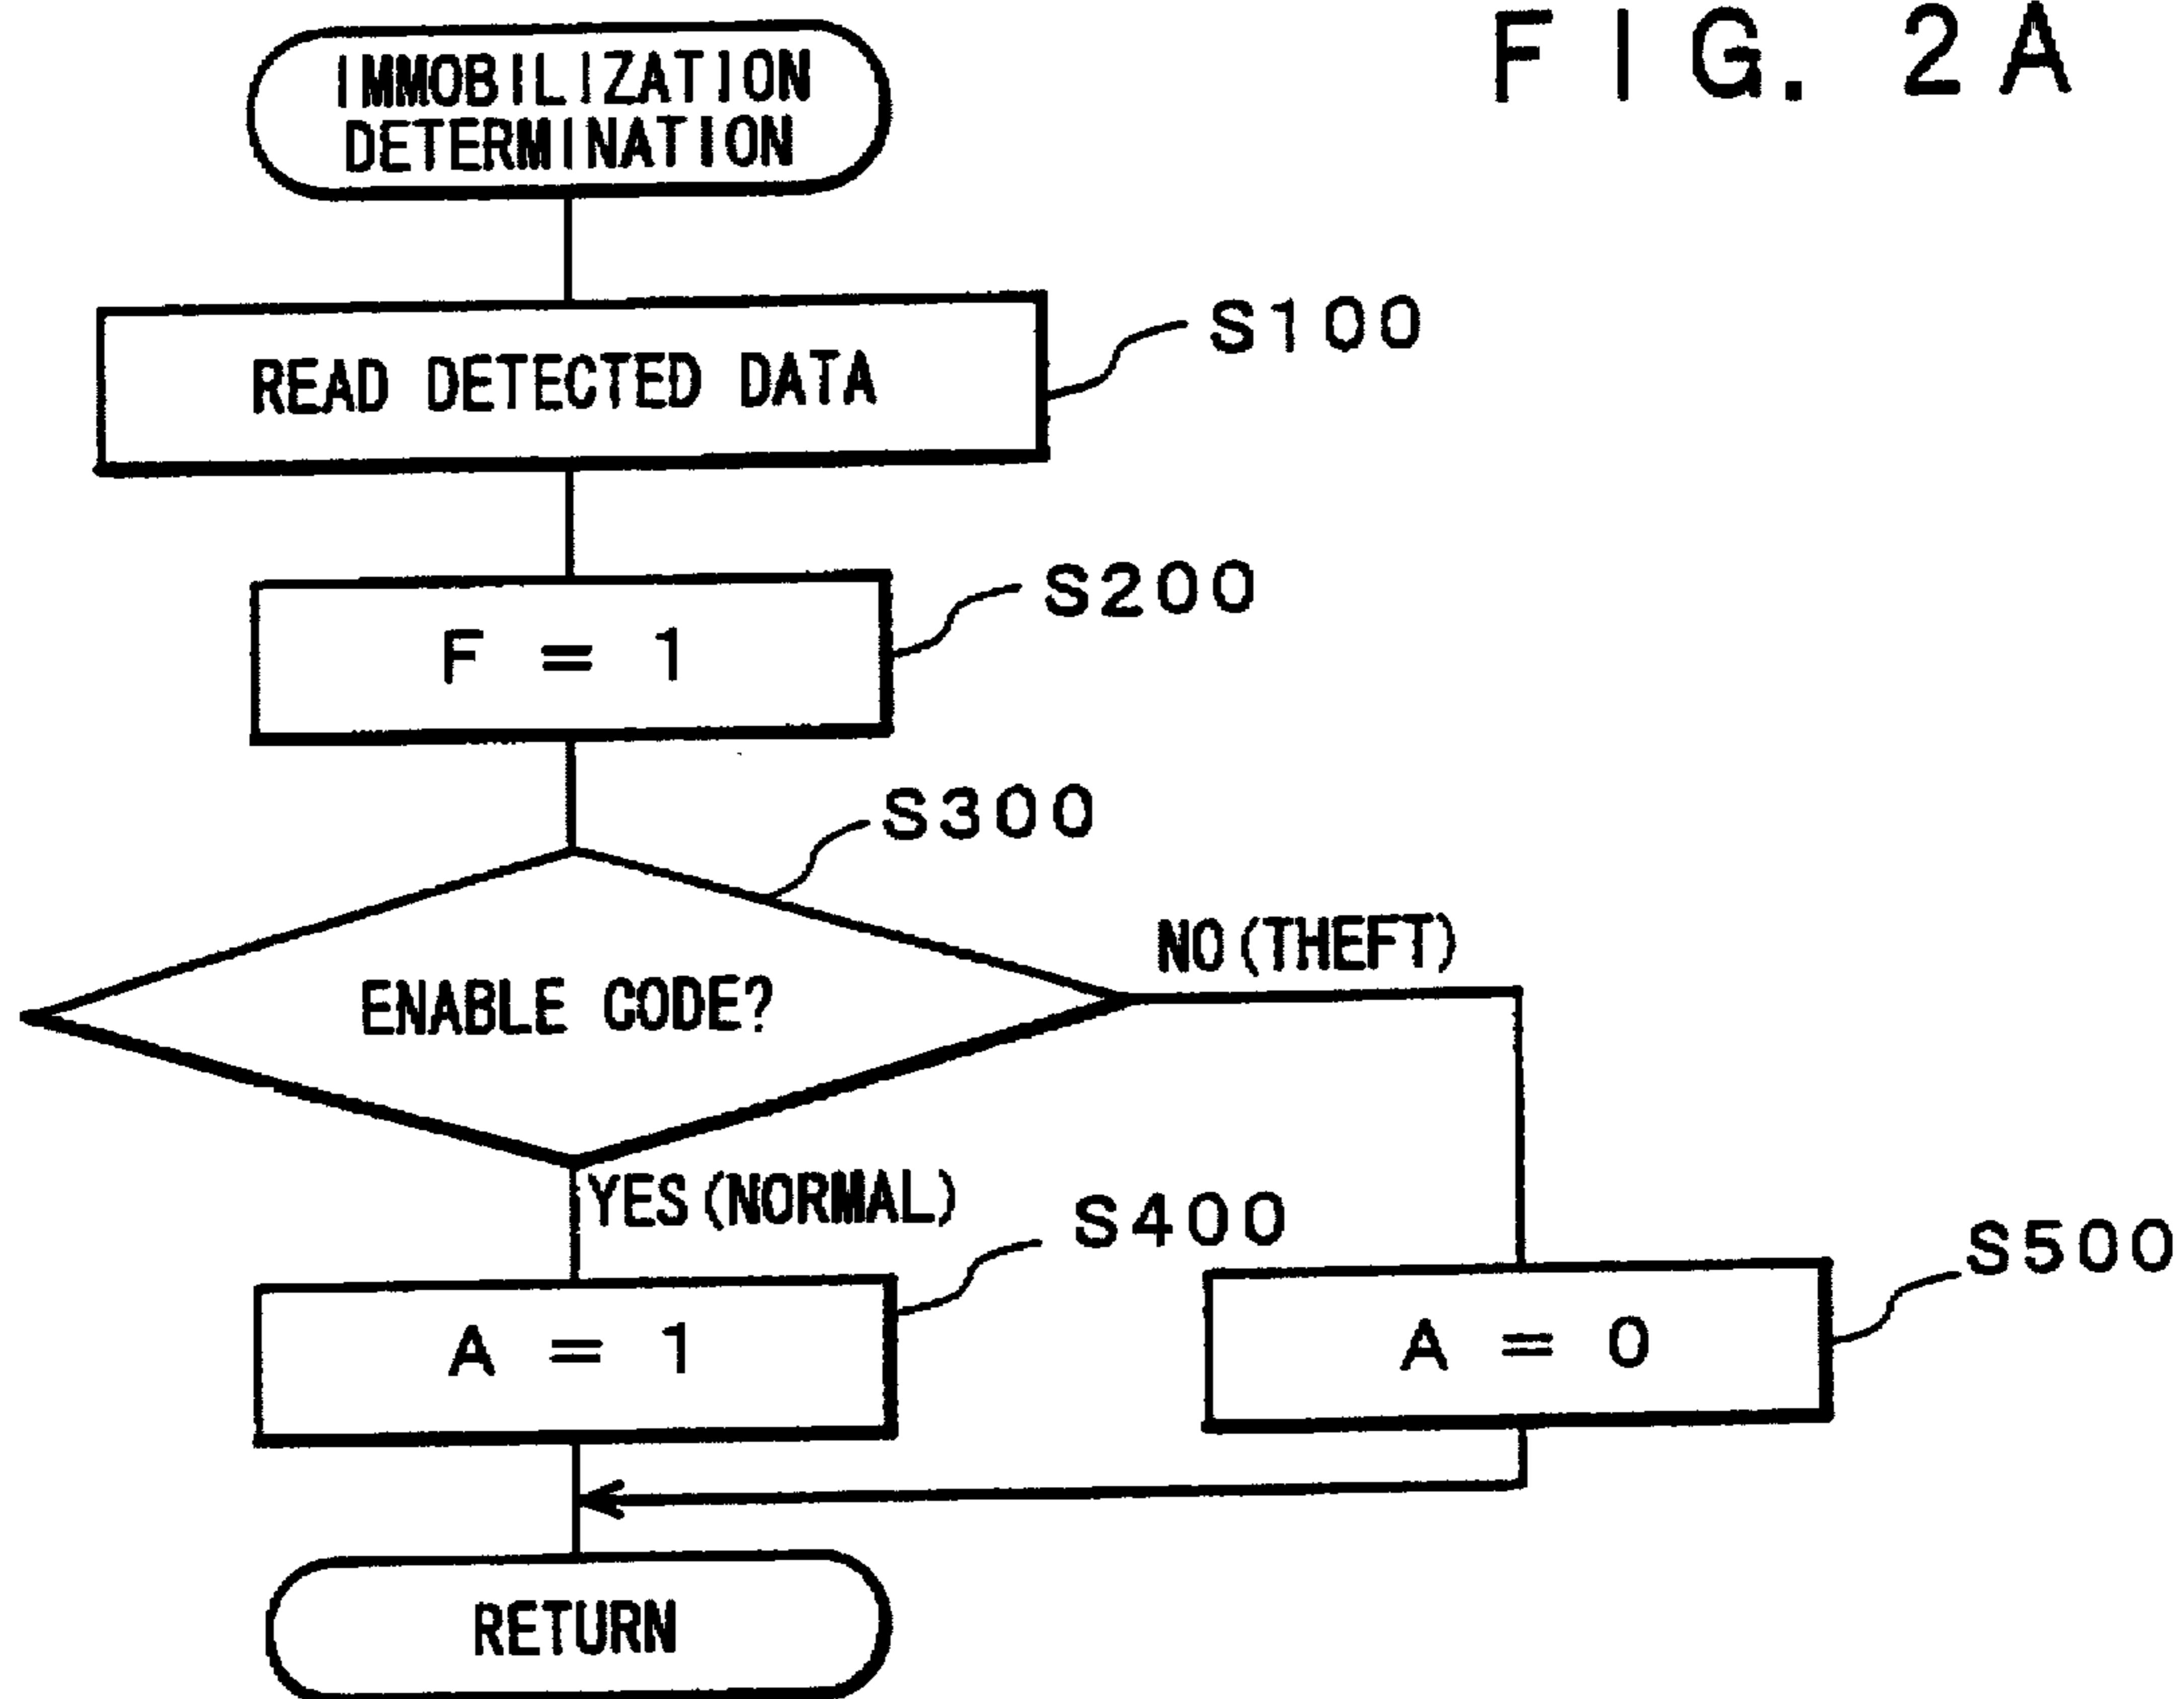 FIG. 2A
IMMOBILIZATION
DETERMINATION
READ DETECTED DATA
S100
F = 1
S200
S300
ENABLE CODE?
NO (THEFT)
YES (NORMAL)
A = 1
S400
A = 0
S500
RETURN